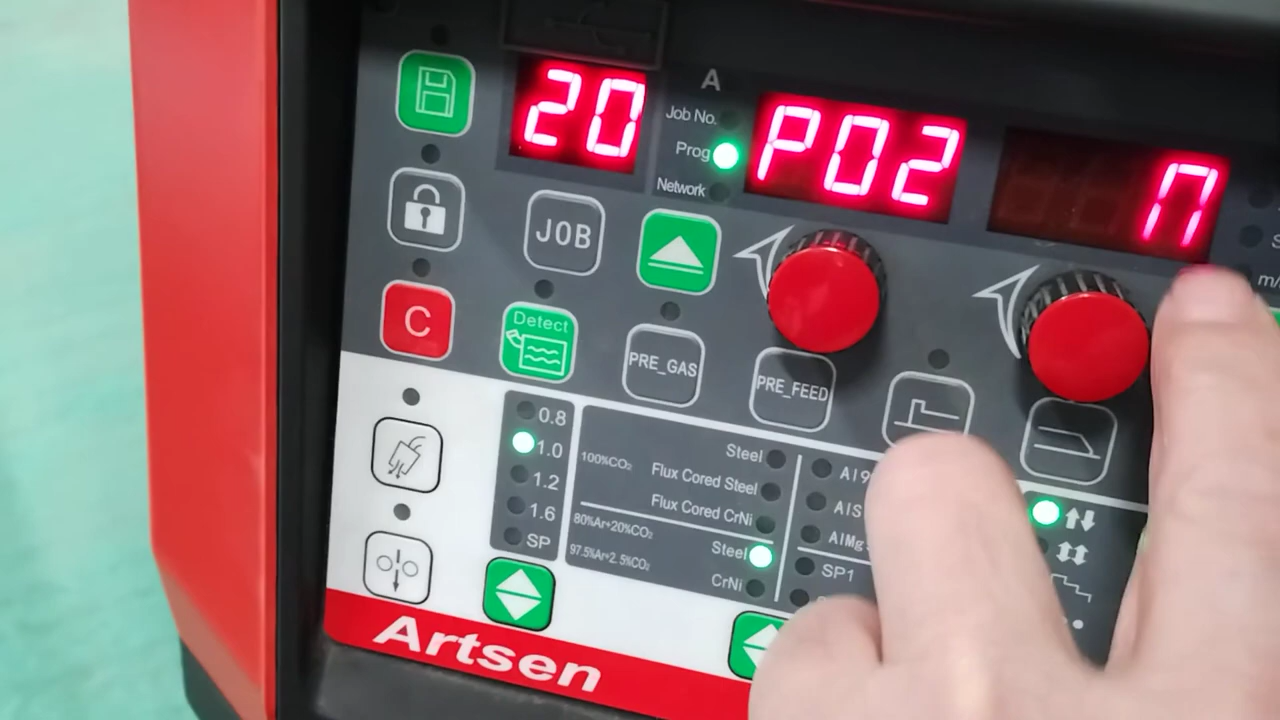 20
A
Job No.
Prog
Network
P02
n
JOB
Detect
C
PRE_GAS
PRE_FEED
0.8
1.0
1.2
1.6
SP
100%CO₂
Steel
Flux Cored Steel
Flux Cored CrNi
80%Ar+20%CO₂
Steel
97.5%Ar+2.5%CO₂
CrNi
SP1
Artsen